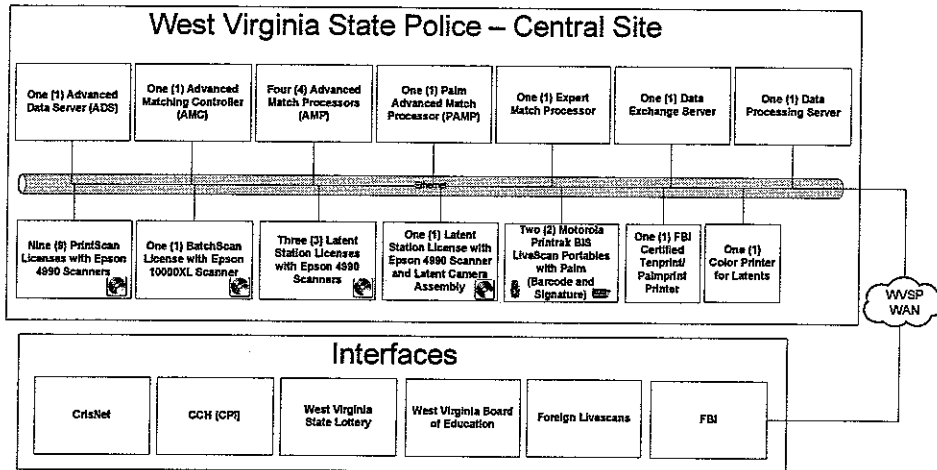 West Virginia State Police – Central Site
One (1) Advanced
Data Server (ADS)
One (1) Advanced
Matching Controller
(AMC)
Four (4) Advanced
Match Processors
(AMP)
One (1) Palm
Advanced Match
Processor (PAMP)
One (1) Expert
Match Processor
One (1) Data
Exchange Server
One (1) Data
Processing Server
Ethernet
Nine (9) PrintScan
Licenses with Epson
4990 Scanners
One (1) BatchScan
License with Epson
10000XL Scanner
Three (3) Latent
Station Licenses
with Epson 4990
Scanners
One (1) Latent
Station License with
Epson 4990 Scanner
and Latent Camera
Assembly
Two (2) Motorola
Printrak BIS
LiveScan Portables
with Palm
(Barcode and
Signature)
One (1) FBI
Certified
Tenprint/
Palmprint
Printer
One (1)
Color Printer
for Latents
WVSP
WAN
Interfaces
CrisNet
CCH (CPI)
West Virginia
State Lottery
West Virginia Board
of Education
Foreign Livescans
FBI